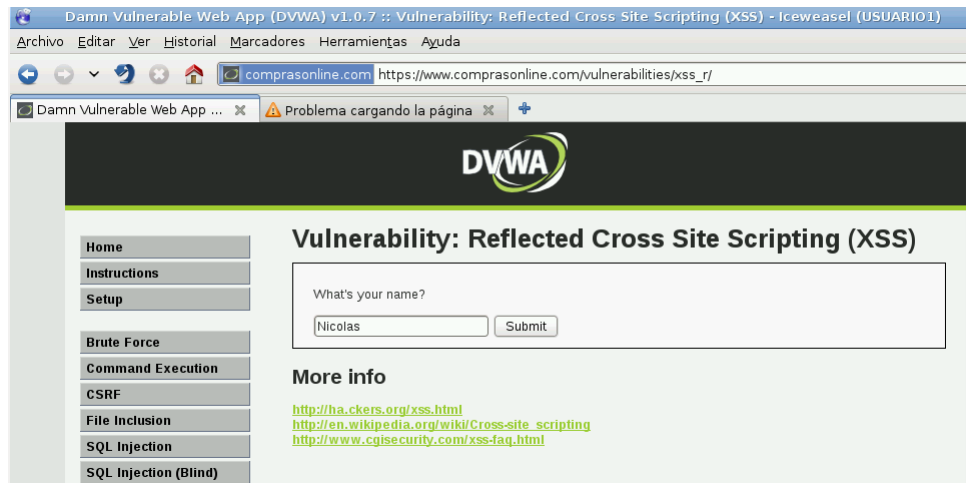 Damn Vulnerable Web App (DVWA) v1.0.7 :: Vulnerability: Reflected Cross Site Scripting (XSS) - Iceweasel (USUARIO1)
Archivo Editar Ver Historial Marcadores Herramientas Ayuda
comprasonline.com https://www.comprasonline.com/vulnerabilities/xss_r/
Damn Vulnerable Web App ... Problema cargando la página
DVWA
Vulnerability: Reflected Cross Site Scripting (XSS)
Home
Instructions
Setup
What's your name?
Nicolas Submit
Brute Force
Command Execution
CSRF
File Inclusion
SQL Injection
SQL Injection (Blind)
More info
http://ha.ckers.org/xss.html
http://en.wikipedia.org/wiki/Cross-site_scripting
http://www.cgisecurity.com/xss-faq.html